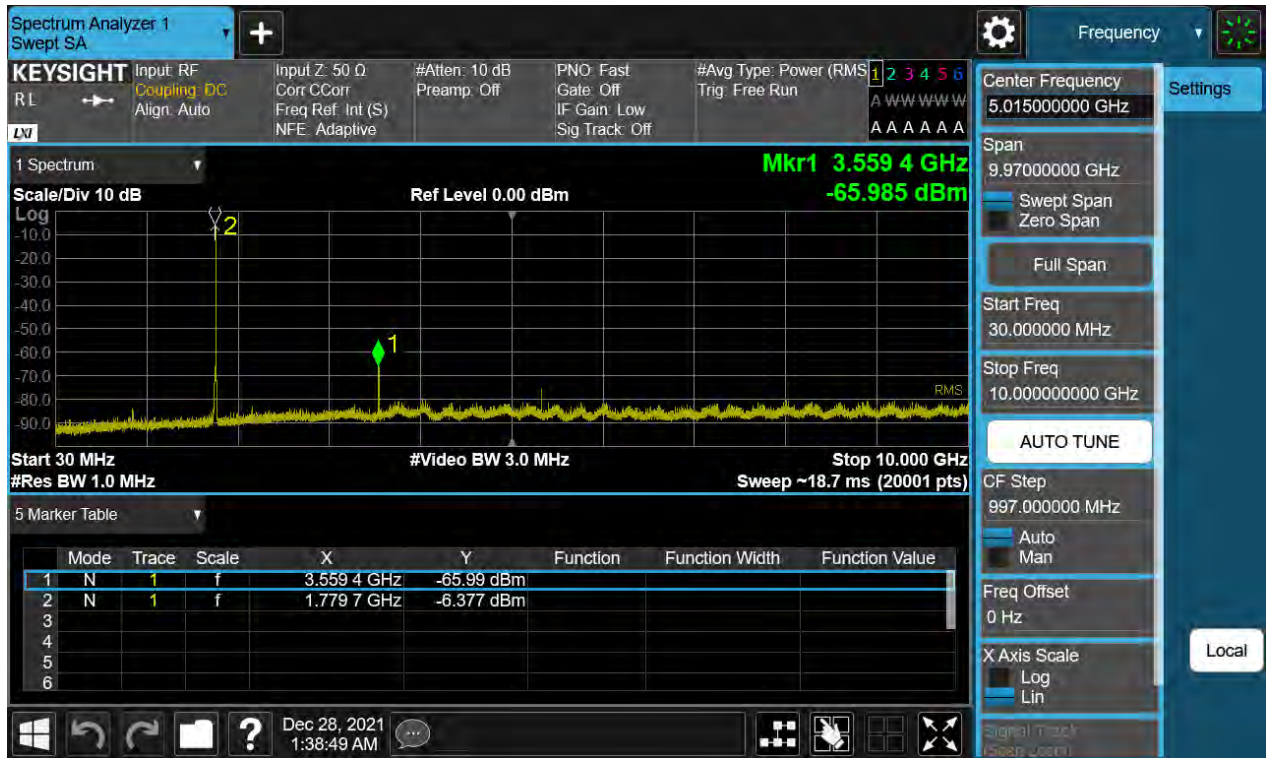 Spectrum Analyzer 1
Swept SA
Frequency
KEYSIGHT
RL
LXI
Input: RF
Coupling: DC
Align: Auto
Input Z: 50 Ω
Corr CCorr
Freq Ref: Int (S)
NFE: Adaptive
#Atten: 10 dB
Preamp: Off
PNO: Fast
Gate: Off
IF Gain: Low
Sig Track: Off
#Avg Type: Power (RMS
Trig: Free Run
1 2 3 4 5 6
A W W W W W
A A A A A A
1 Spectrum
Mkr1 3.559 4 GHz
-65.985 dBm
Scale/Div 10 dB
Ref Level 0.00 dBm
Log
-10.0
-20.0
-30.0
-40.0
-50.0
-60.0
-70.0
-80.0
-90.0
2
1
RMS
Start 30 MHz
#Video BW 3.0 MHz
Stop 10.000 GHz
#Res BW 1.0 MHz
Sweep ~18.7 ms (20001 pts)
5 Marker Table
Mode Trace Scale X Y Function Function Width Function Value
1 N 1 f 3.559 4 GHz -65.99 dBm
2 N 1 f 1.779 7 GHz -6.377 dBm
3
4
5
6
Dec 28, 2021
1:38:49 AM
Center Frequency
5.015000000 GHz
Settings
Span
9.97000000 GHz
Swept Span
Zero Span
Full Span
Start Freq
30.000000 MHz
Stop Freq
10.000000000 GHz
AUTO TUNE
CF Step
997.000000 MHz
Auto
Man
Freq Offset
0 Hz
X Axis Scale
Log
Lin
Local
Signal Track
(Span Zoom)